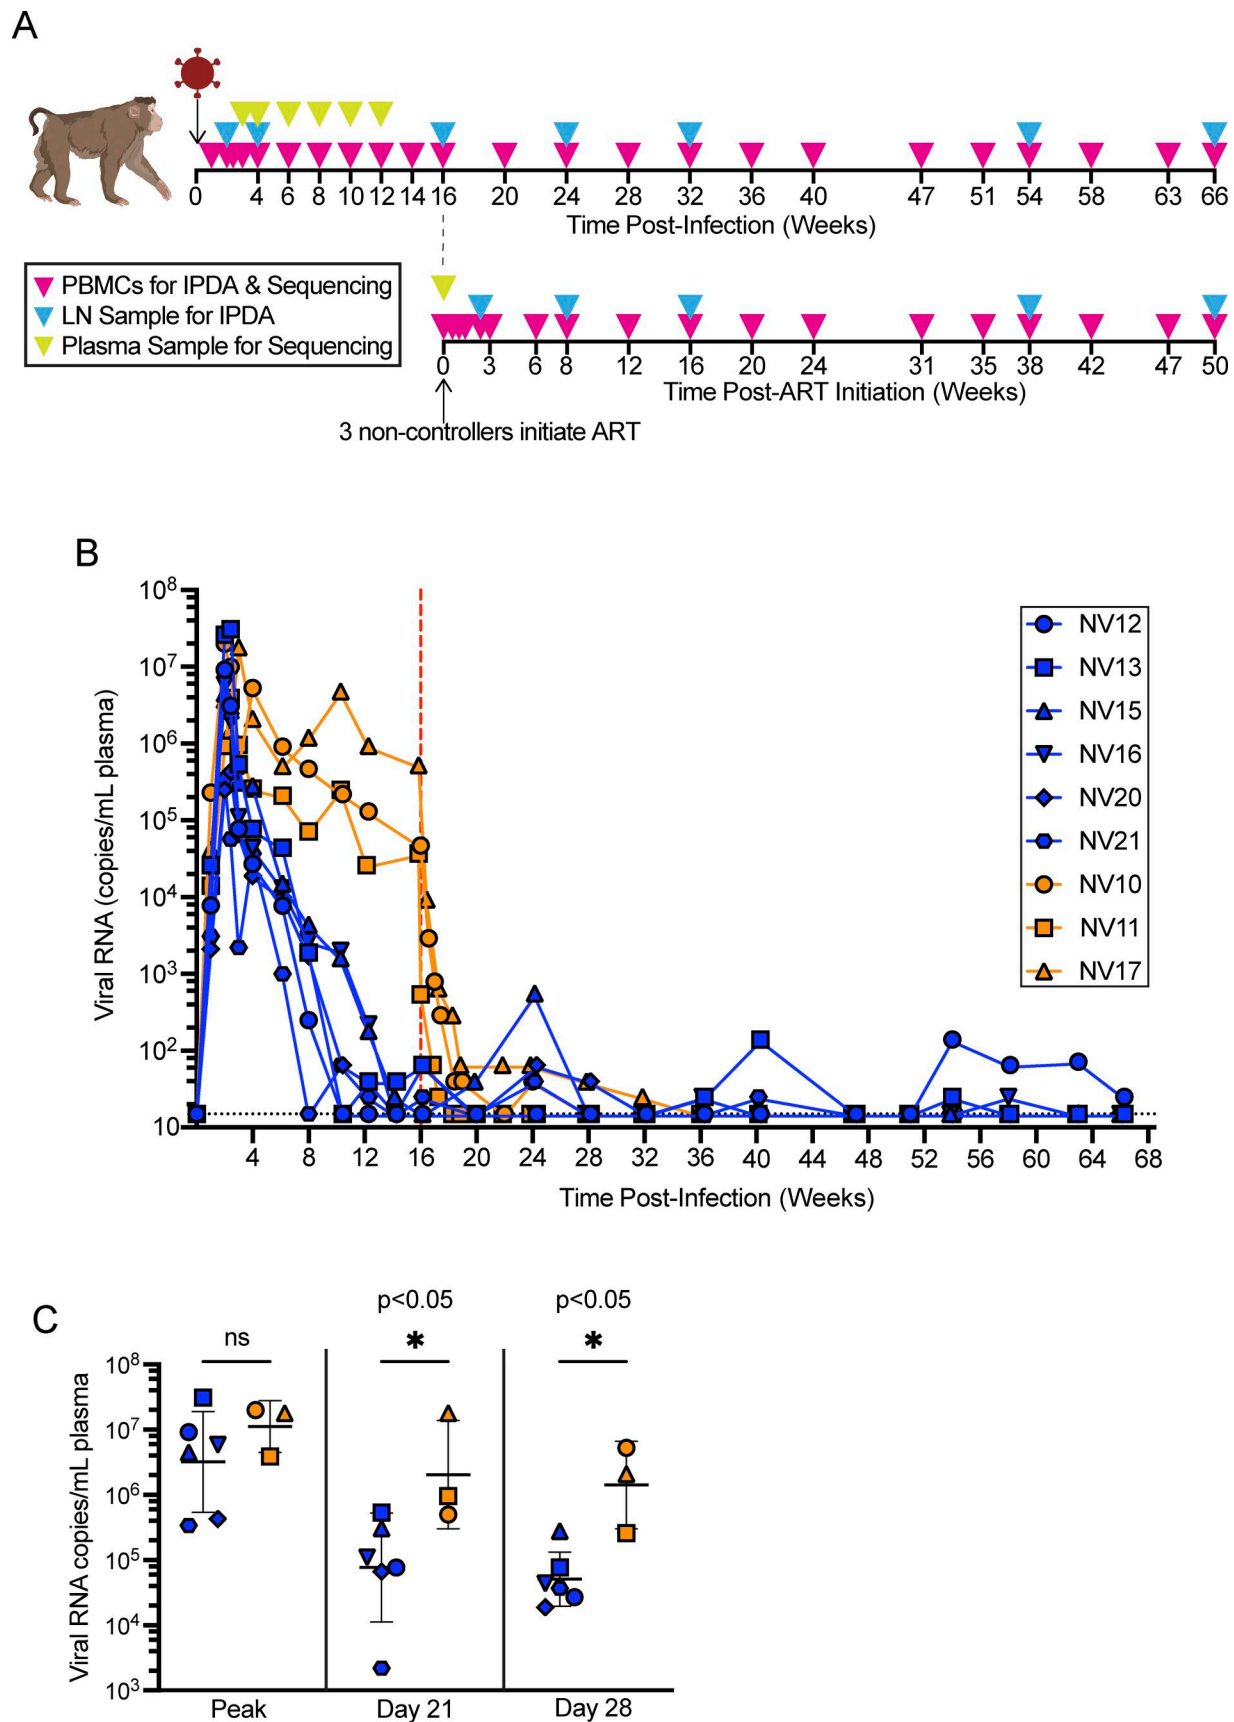 A
0 4 6 8 10 12 14 16 20 24 28 32 36 40 47 51 54 58 63 66
Time Post-Infection (Weeks)
PBMCs for IPDA & Sequencing
LN Sample for IPDA
Plasma Sample for Sequencing
0 3 6 8 12 16 20 24 31 35 38 42 47 50
Time Post-ART Initiation (Weeks)
3 non-controllers initiate ART
B
Viral RNA (copies/mL plasma)
10⁸
10⁷
10⁶
10⁵
10⁴
10³
10²
10
4 8 12 16 20 24 28 32 36 40 44 48 52 56 60 64 68
Time Post-Infection (Weeks)
NV12
NV13
NV15
NV16
NV20
NV21
NV10
NV11
NV17
C
p<0.05 p<0.05
ns * *
Viral RNA copies/mL plasma
10⁸
10⁷
10⁶
10⁵
10⁴
10³
Peak Day 21 Day 28